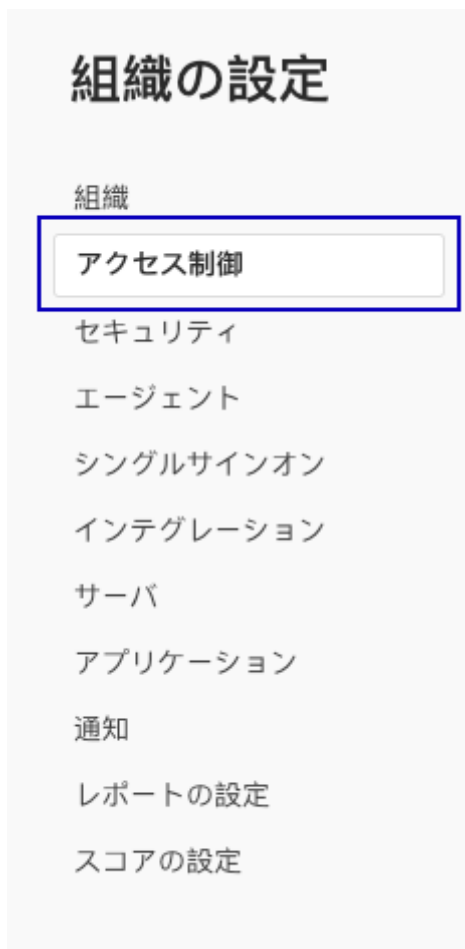 組織の設定
組織
アクセス制御
セキュリティ
エージェント
シングルサインオン
インテグレーション
サーバ
アプリケーション
通知
レポートの設定
スコアの設定